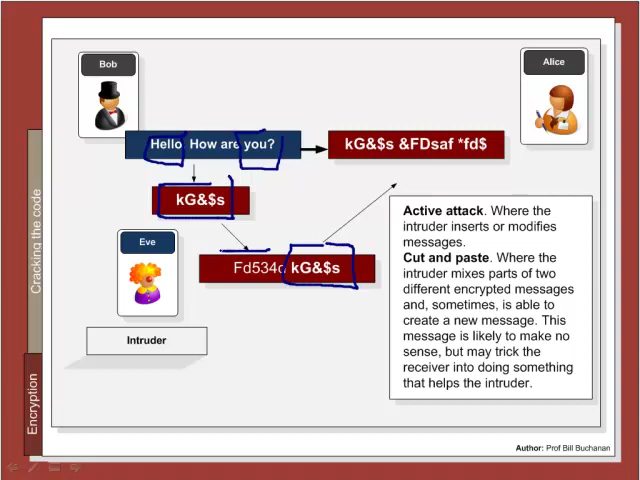 Bob
Alice
Hello. How are you?
kG&$s &FDsaf *fd$
kG&$s
Eve
Fd534d kG&$s
Intruder
Active attack. Where the
intruder inserts or modifies
messages.
Cut and paste. Where the
intruder mixes parts of two
different encrypted messages
and, sometimes, is able to
create a new message. This
message is likely to make no
sense, but may trick the
receiver into doing something
that helps the intruder.
Cracking the code
Encryption
Author: Prof Bill Buchanan